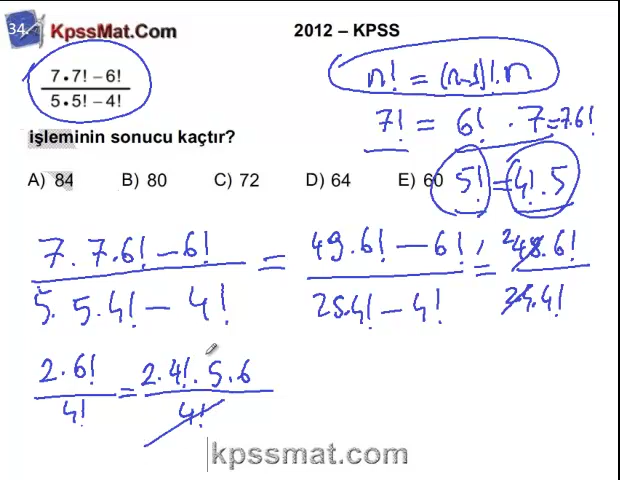 34. KpssMat.Com 2012 – KPSS
7•7! – 6!
5•5! – 4!
işleminin sonucu kaçtır?
A) 84 B) 80 C) 72 D) 64 E) 60
n! = (n-1)!.n
7! = 6! . 7 = 7.6!
5! = 4!.5
7.7.6! – 6! = 49.6! – 6! = 2 48.6!
5.5.4! – 4! 25.4! – 4! 24.4!
2.6! = 2.4!.5.6
4! 4!
kpssmat.com